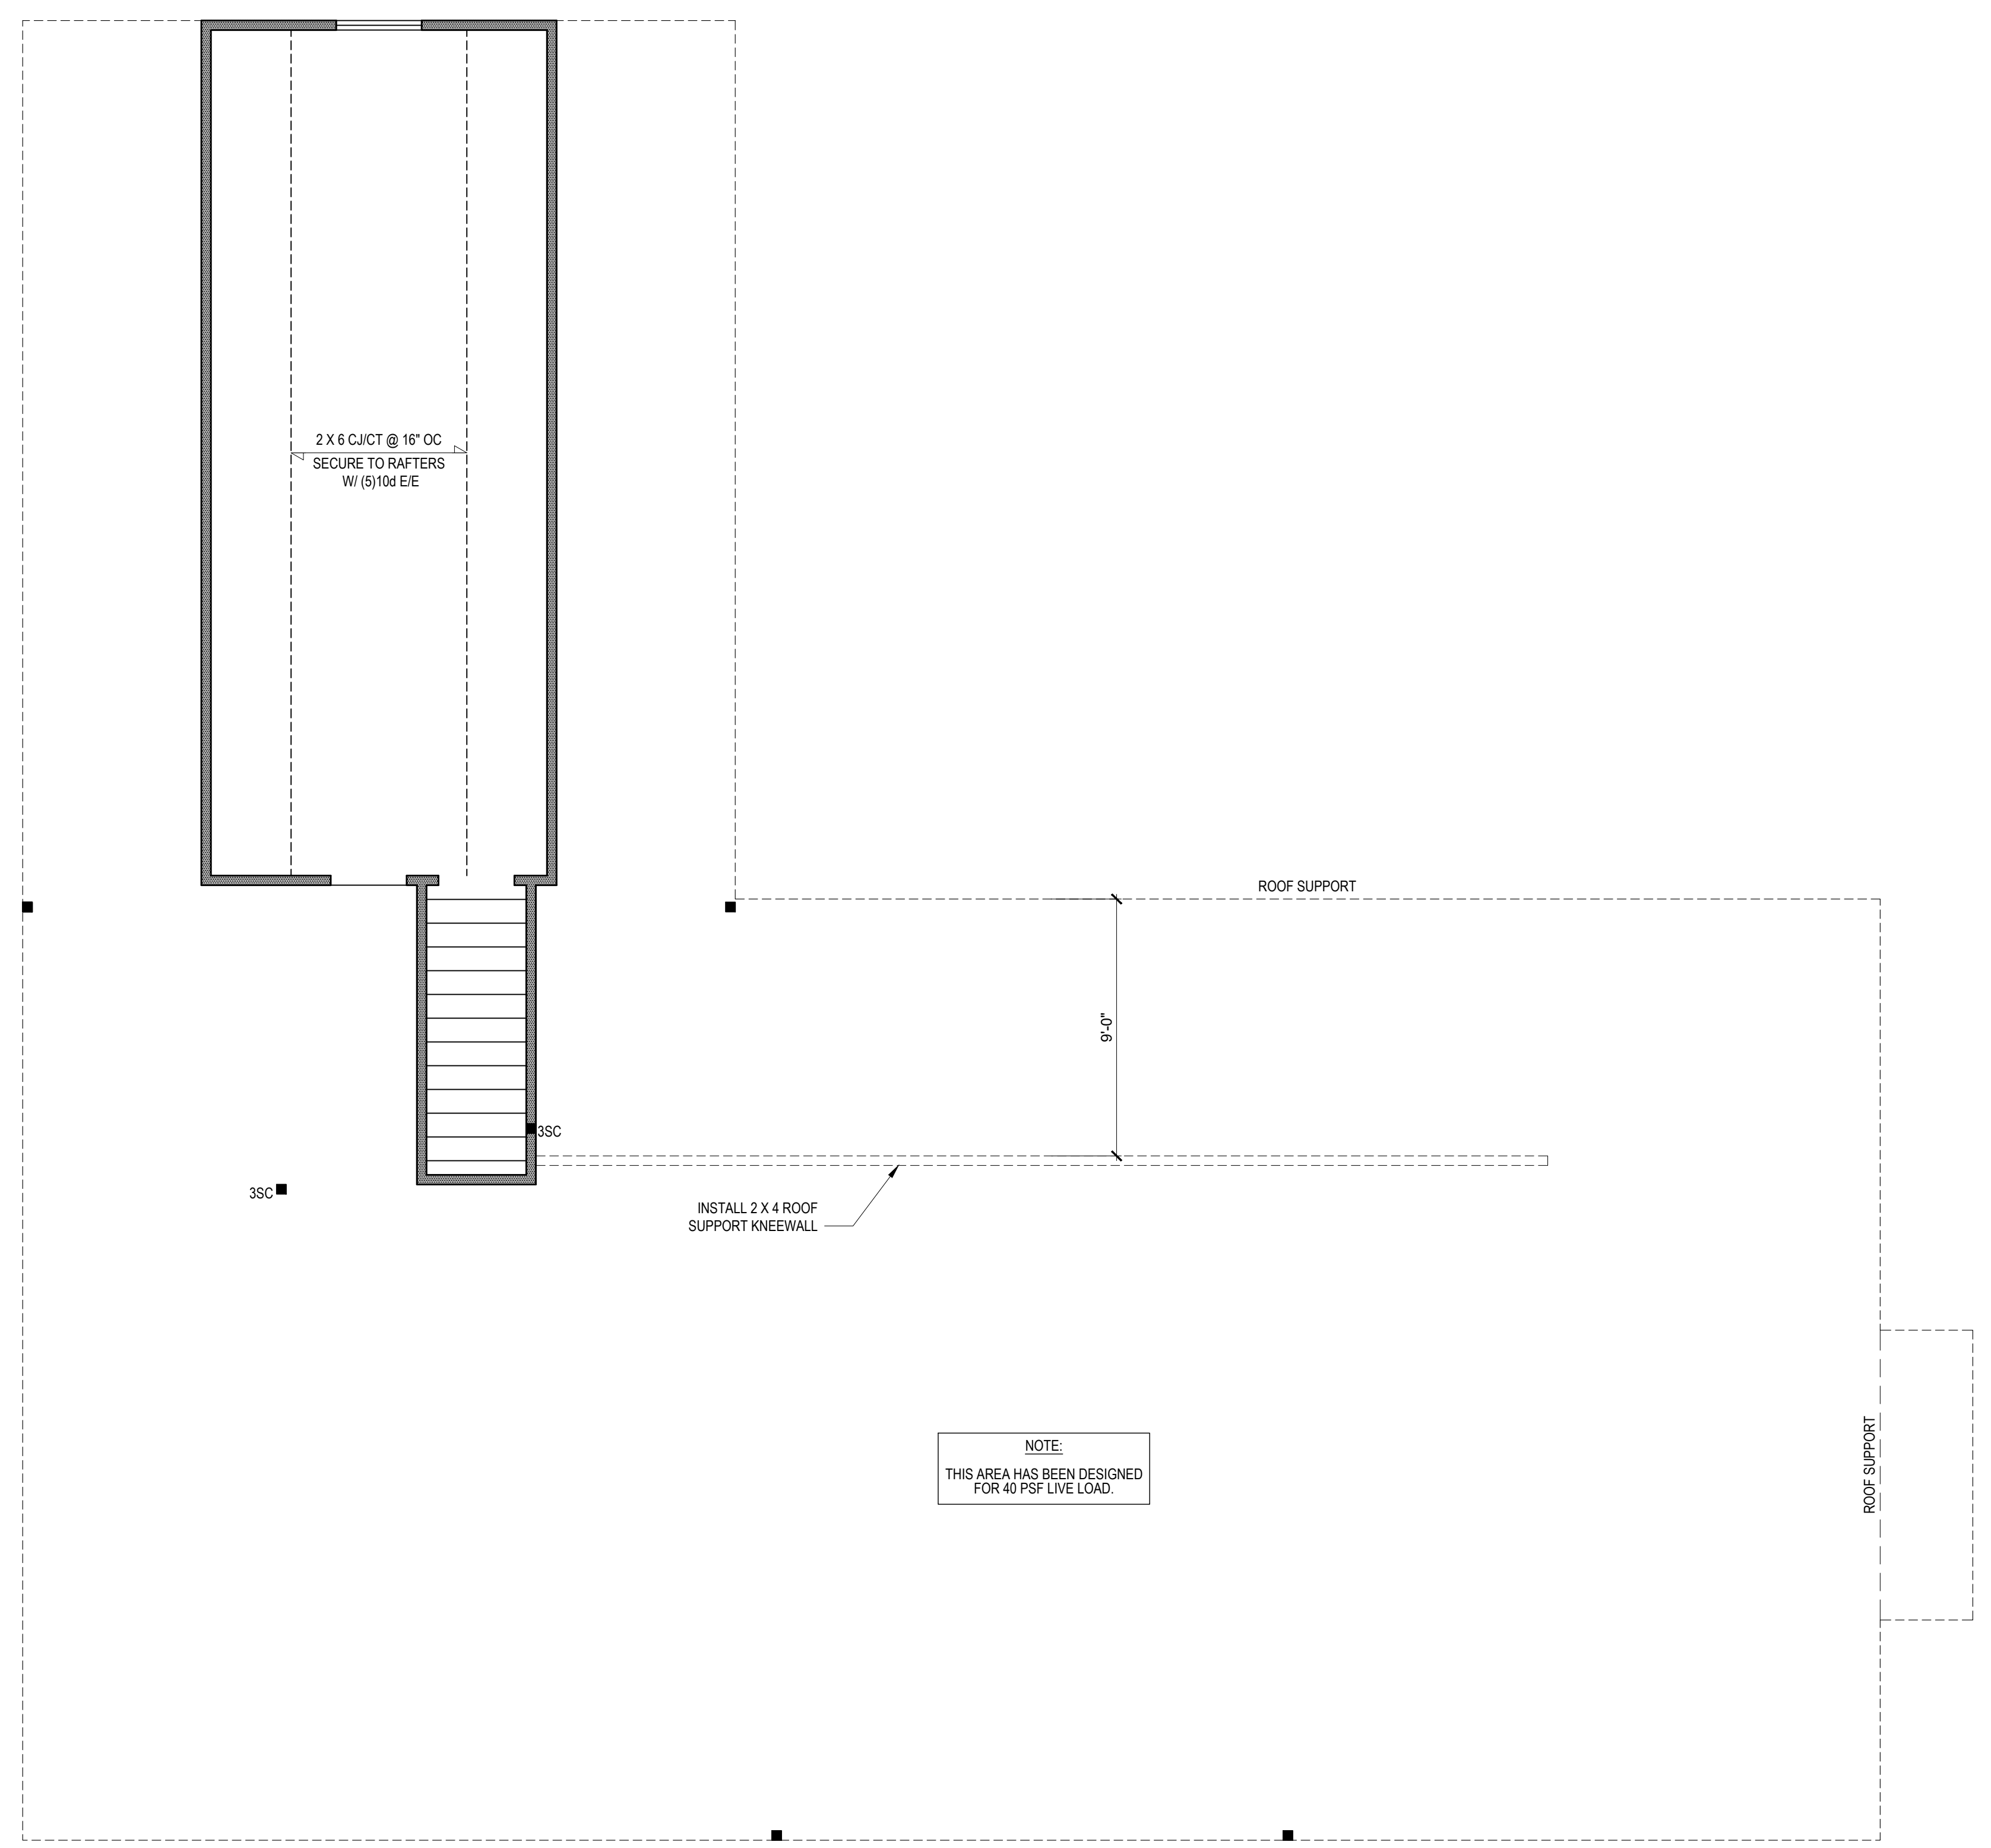 2 X 6 CJ/CT @ 16" OC
SECURE TO RAFTERS
W/ (5)10d E/E
ROOF SUPPORT
9'-0"
3SC
3SC
INSTALL 2 X 4 ROOF
SUPPORT KNEEWALL
NOTE:
THIS AREA HAS BEEN DESIGNED
FOR 40 PSF LIVE LOAD.
ROOF SUPPORT